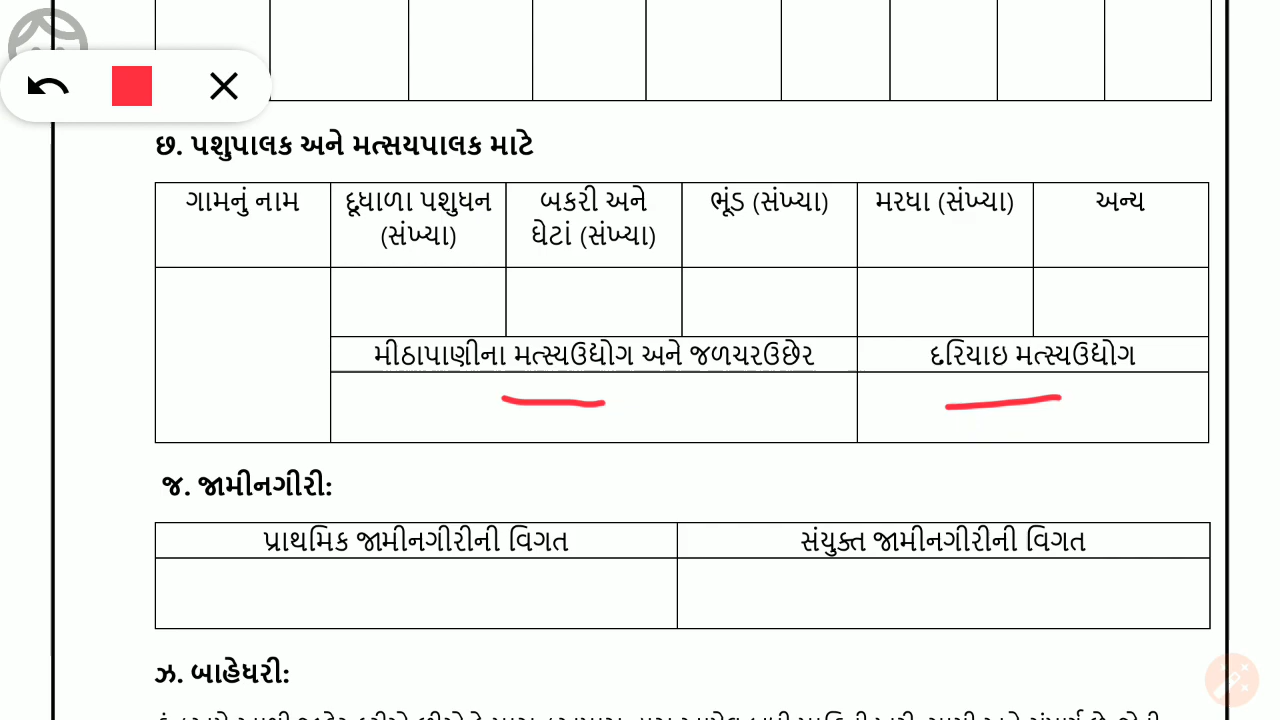 છ. પશુપાલક અને મત્સયપાલક માટે
ગામનું નામ
દૂધાળા પશુધન (સંખ્યા)
બકરી અને ઘેટાં (સંખ્યા)
ભૂંડ (સંખ્યા)
મરઘા (સંખ્યા)
અન્ય
મીઠાપાણીના મત્સ્યઉદ્યોગ અને જળચરઉછેર
દરિયાઇ મત્સ્યઉદ્યોગ
જ. જામીનગીરી:
પ્રાથમિક જામીનગીરીની વિગત
સંયુક્ત જામીનગીરીની વિગત
ઝ. બાહેધરી: